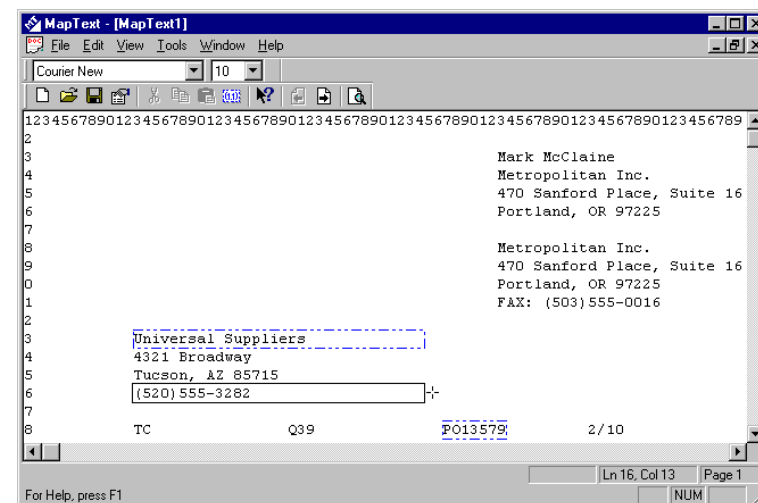 MapText - [MapText1]
File Edit View Tools Window Help
Courier New 10
1234567890123456789012345678901234567890123456789012345678901234567890123456789
2
3 Mark McClaine
4 Metropolitan Inc.
5 470 Sanford Place, Suite 16
6 Portland, OR 97225
7
8 Metropolitan Inc.
9 470 Sanford Place, Suite 16
0 Portland, OR 97225
1 FAX: (503)555-0016
2
3 Universal Suppliers
4 4321 Broadway
5 Tucson, AZ 85715
6 (520)555-3282
7
8 TC Q39 PO13579 2/10
Ln 16, Col 13 Page 1
For Help, press F1 NUM